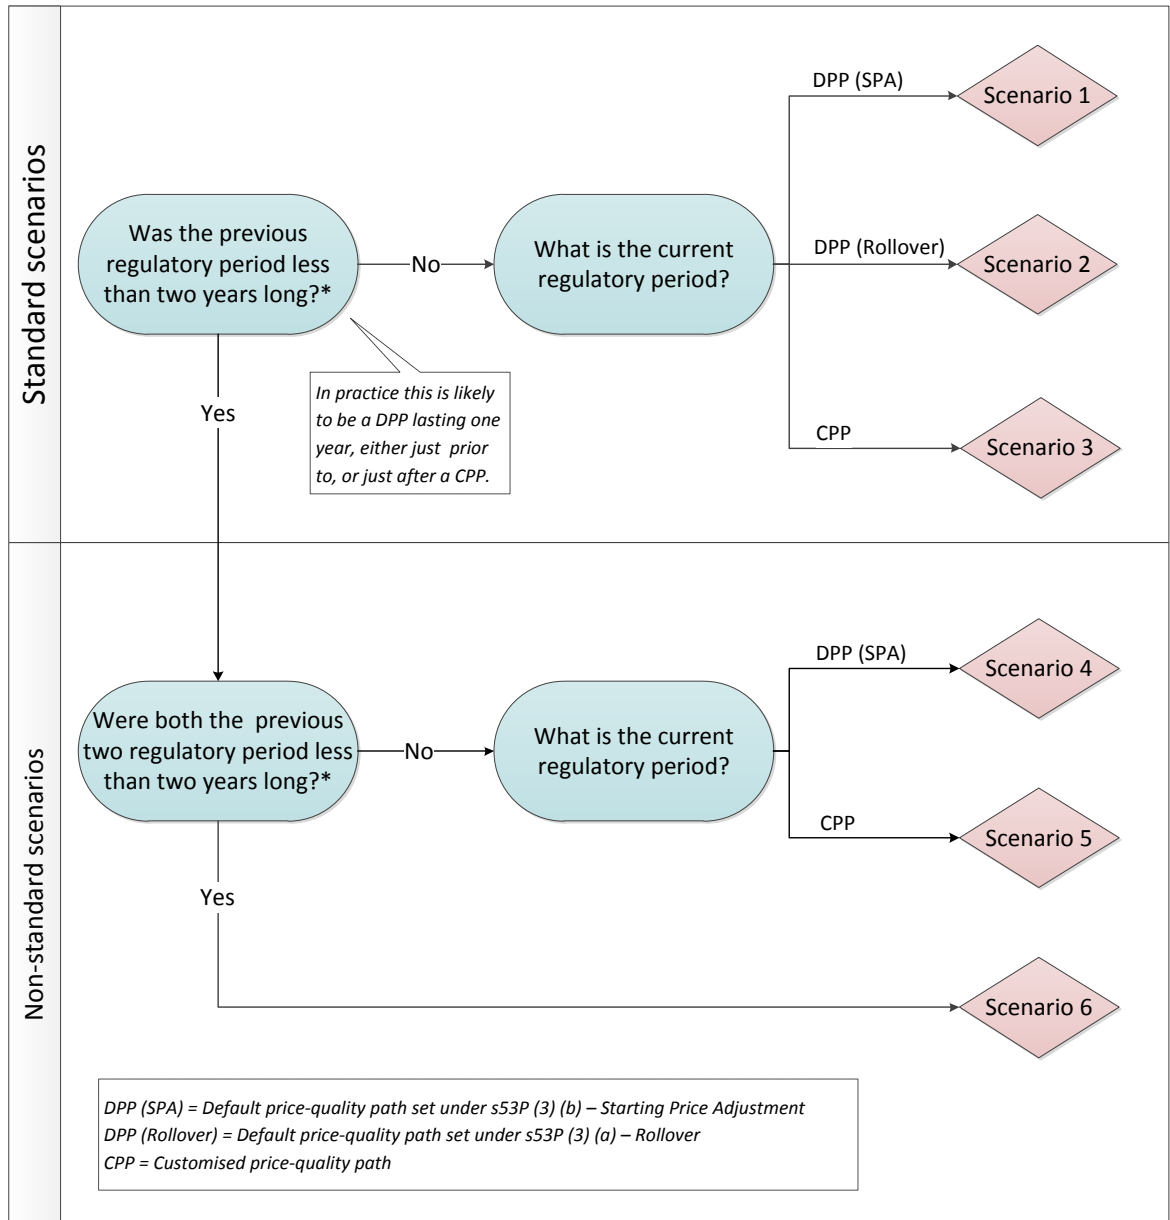 Standard scenarios
Was the previous
regulatory period less
than two years long?*
No
What is the current
regulatory period?
DPP (SPA)
Scenario 1
DPP (Rollover)
Scenario 2
CPP
Scenario 3
In practice this is likely
to be a DPP lasting one
year, either just prior
to, or just after a CPP.
Yes
Non-standard scenarios
Were both the previous
two regulatory period less
than two years long?*
No
What is the current
regulatory period?
DPP (SPA)
Scenario 4
CPP
Scenario 5
Yes
Scenario 6
DPP (SPA) = Default price-quality path set under s53P (3) (b) – Starting Price Adjustment
DPP (Rollover) = Default price-quality path set under s53P (3) (a) – Rollover
CPP = Customised price-quality path